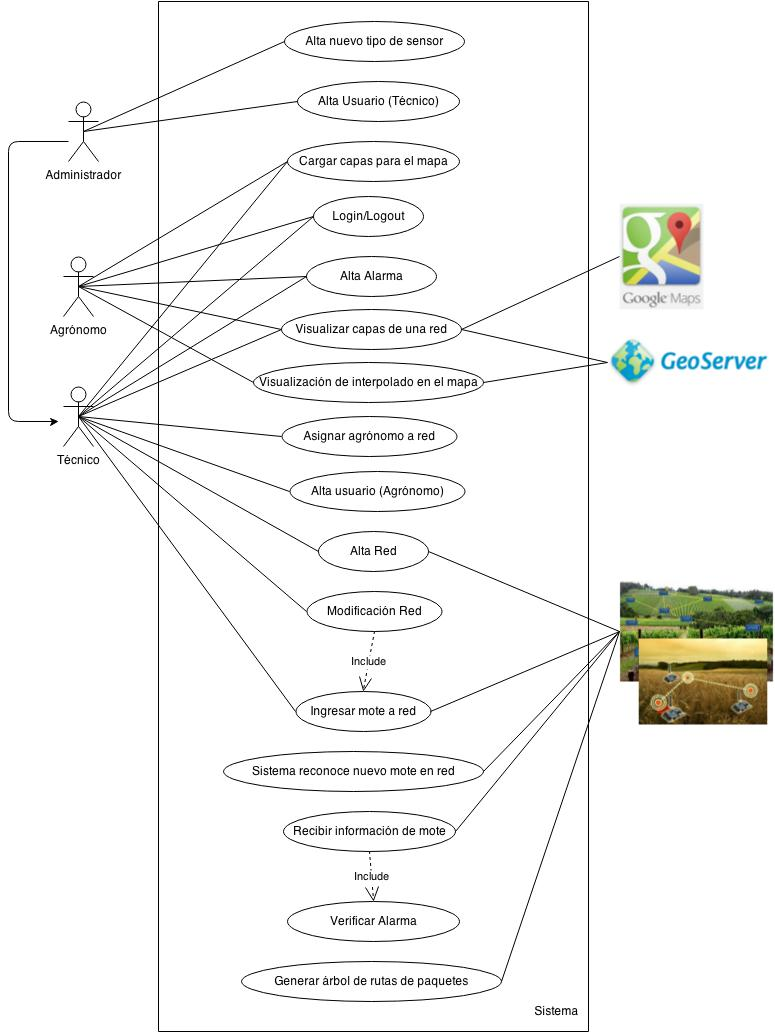 Alta nuevo tipo de sensor
Alta Usuario (Técnico)
Administrador
Cargar capas para el mapa
Login/Logout
Alta Alarma
Google Maps
Agrónomo
Visualizar capas de una red
GeoServer
Visualización de interpolado en el mapa
Técnico
Asignar agrónomo a red
Alta usuario (Agrónomo)
Alta Red
Modificación Red
Include
Ingresar mote a red
Sistema reconoce nuevo mote en red
Recibir información de mote
Include
Verificar Alarma
Generar árbol de rutas de paquetes
Sistema